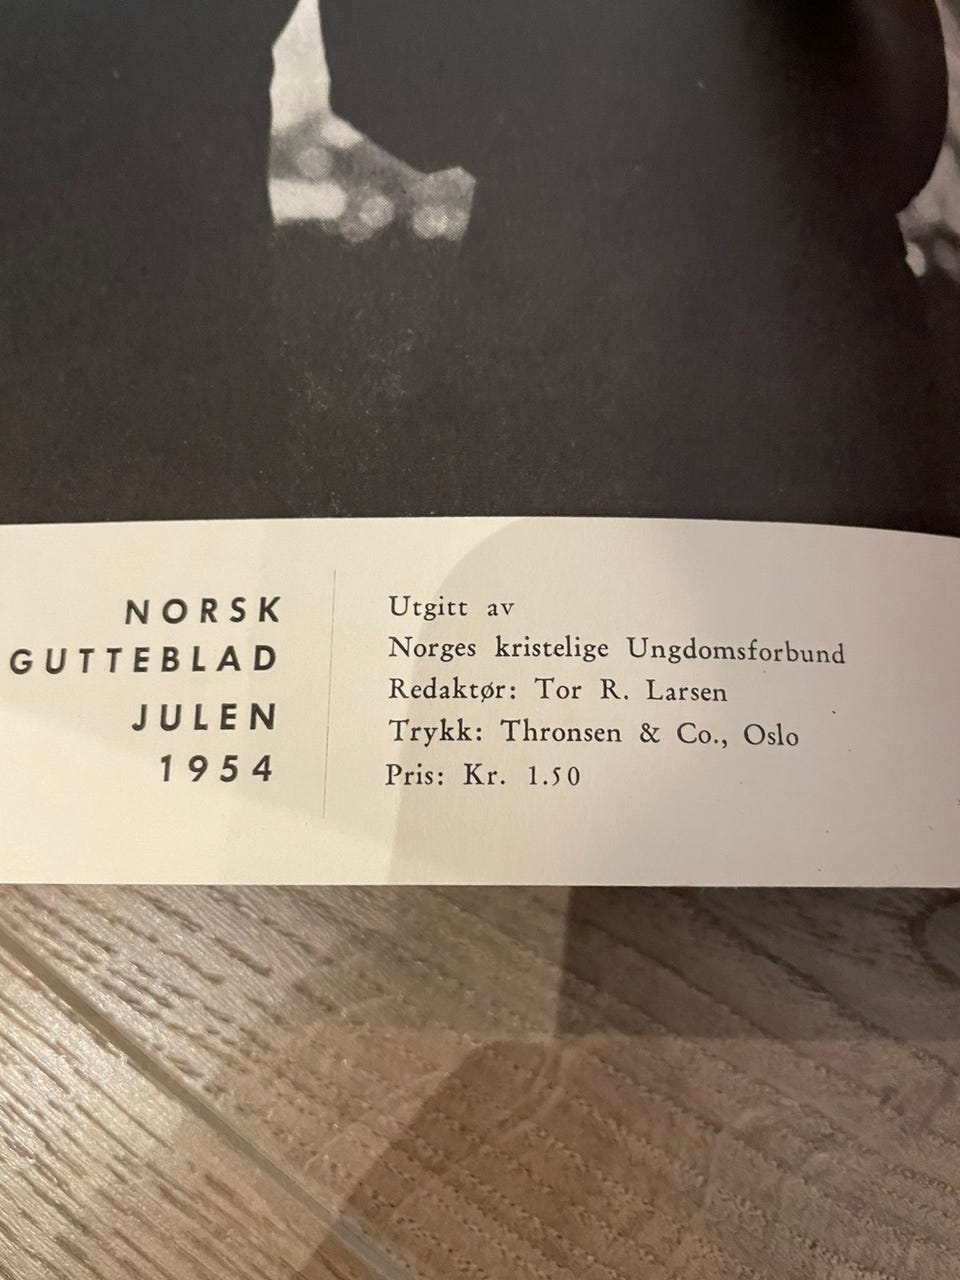 NORSK
GUTTEBLAD
JULEN
1954
Utgitt av
Norges kristelige Ungdomsforbund
Redaktør: Tor R. Larsen
Trykk: Thronsen & Co., Oslo
Pris: Kr. 1.50